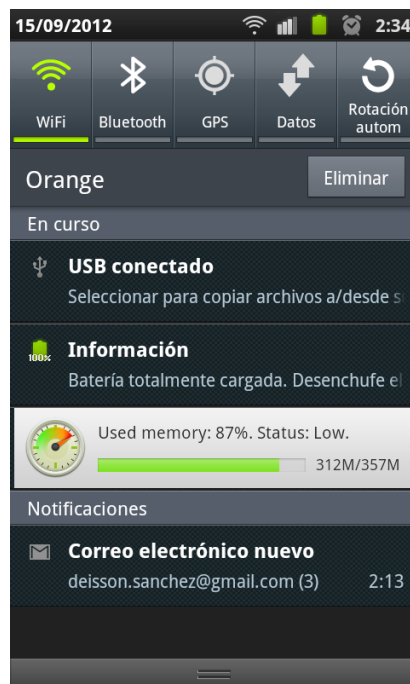 15/09/2012 2:34
WiFi Bluetooth GPS Datos Rotación autom
Orange Eliminar
En curso
USB conectado
Seleccionar para copiar archivos a/desde
100%
Información
Batería totalmente cargada. Desenchufe el
Used memory: 87%. Status: Low.
312M/357M
Notificaciones
Correo electrónico nuevo
deisson.sanchez@gmail.com (3) 2:13